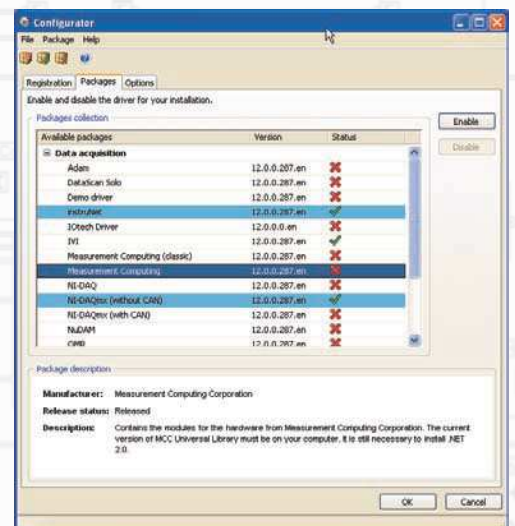 Configurator
File Package Help
Registration Packages Options
Enable and disable the driver for your installation.
Packages collection
Enable
Disable
Available packages Version Status
Data acquisition
Adam 12.0.0.287.en
DataScan Solo 12.0.0.287.en
Demo driver 12.0.0.287.en
instruNet 12.0.0.287.en
IOtech Driver 12.0.0.0.en
IVI 12.0.0.287.en
Measurement Computing (classic) 12.0.0.287.en
Measurement Computing 12.0.0.287.en
NI-DAQ 12.0.0.287.en
NI-DAQmx (without CAN) 12.0.0.287.en
NI-DAQmx (with CAN) 12.0.0.287.en
NuDAM 12.0.0.287.en
OMR 12.0.0.287.en
Package description
Manufacturer: Measurement Computing Corporation
Release status: Released
Description: Contains the modules for the hardware from Measurement Computing Corporation. The current
version of MCC Universal Library must be on your computer, it is still necessary to install .NET
2.0.
OK Cancel